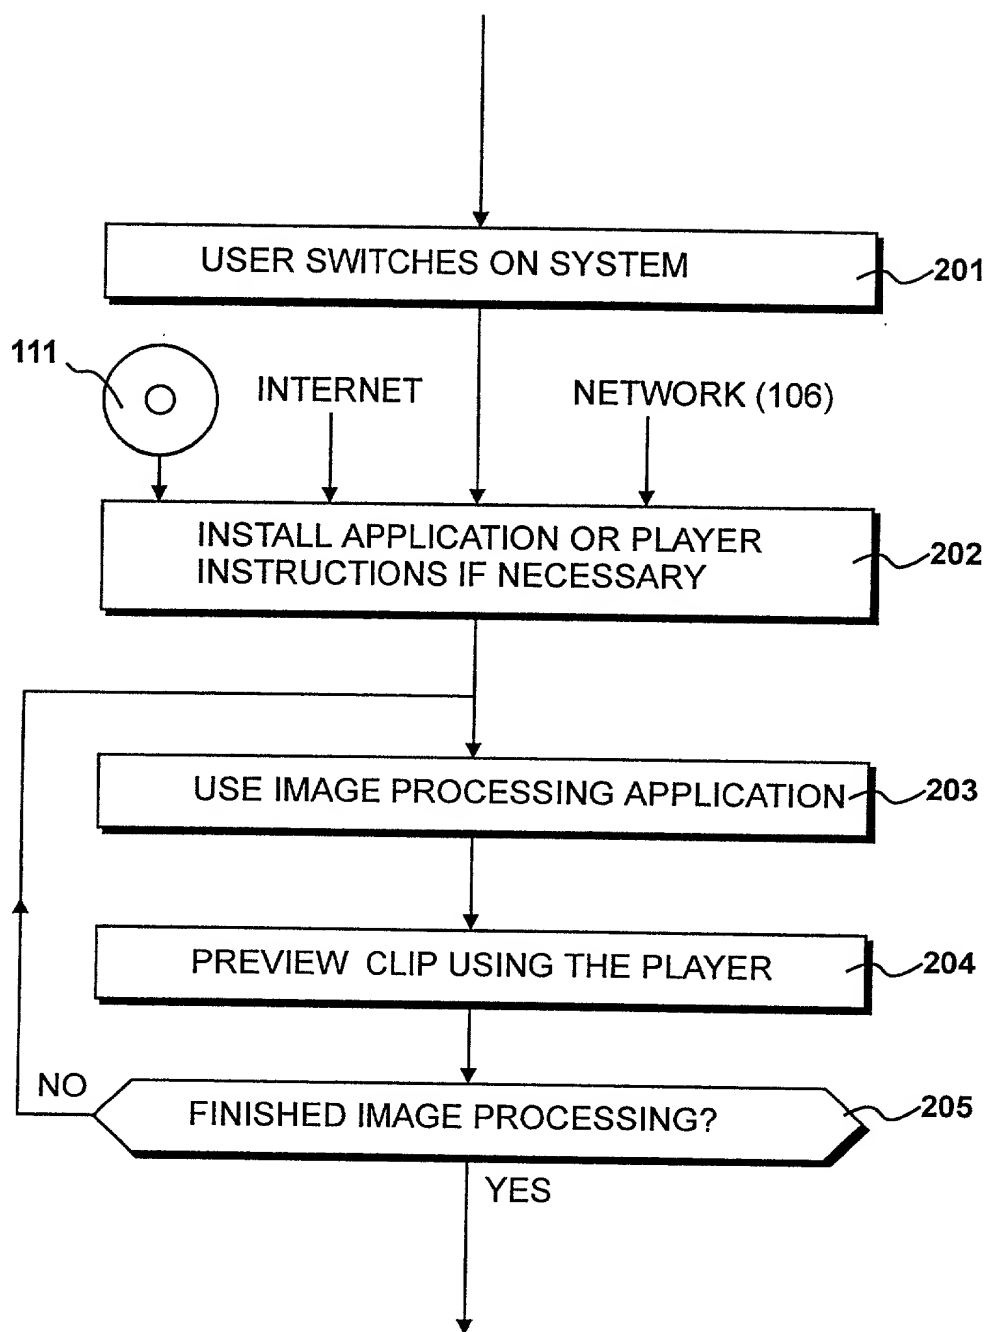 USER SWITCHES ON SYSTEM
201
111
INTERNET
NETWORK (106)
INSTALL APPLICATION OR PLAYER
INSTRUCTIONS IF NECESSARY
202
USE IMAGE PROCESSING APPLICATION
203
PREVIEW CLIP USING THE PLAYER
204
NO
FINISHED IMAGE PROCESSING?
205
YES